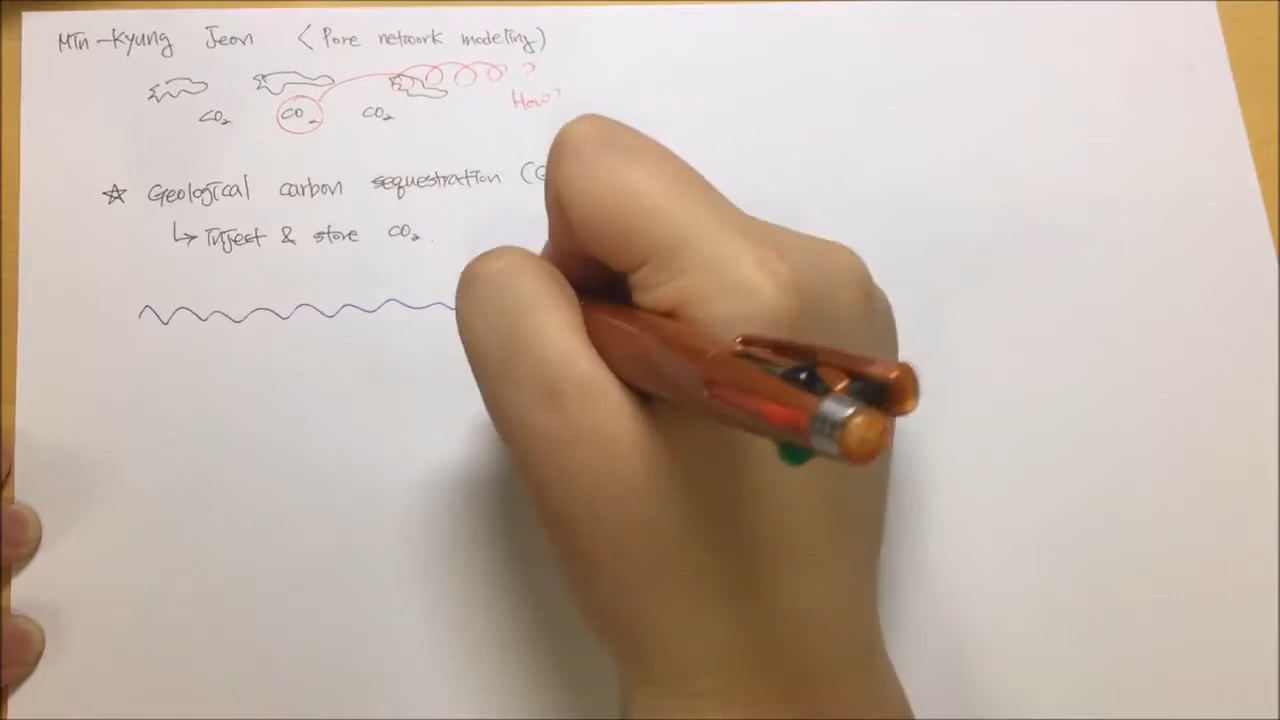 Min-Kyung Jeon (Pore network modeling)
?
CO₂ CO₂ CO₂ How?
☆ Geological carbon sequestration (G
↳ Inject & store CO₂.